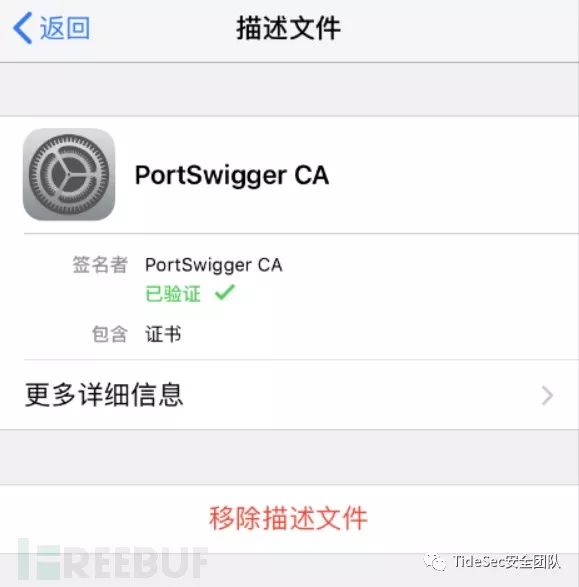 返回 描述文件
PortSwigger CA
签名者 PortSwigger CA
已验证
包含 证书
更多详细信息
移除描述文件
FREEBUF
TideSec安全团队